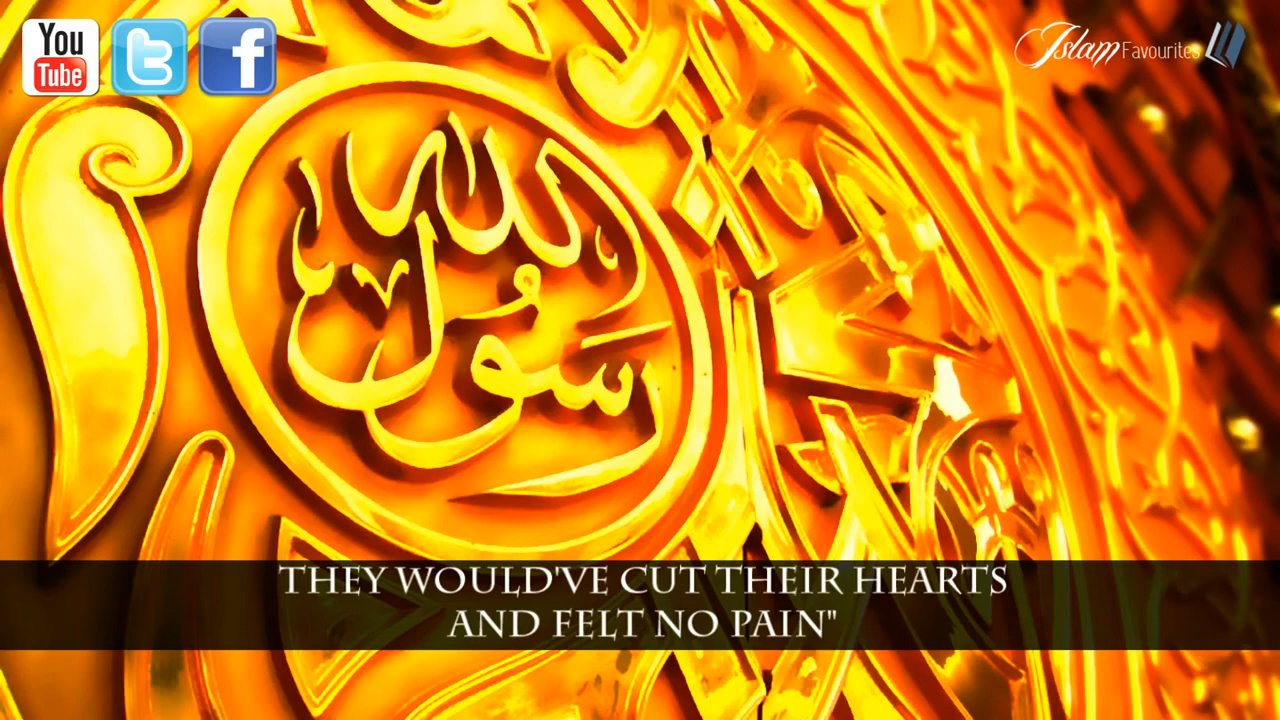 You
Tube
Islam Favourites
رسول الله
THEY WOULD'VE CUT THEIR HEARTS
AND FELT NO PAIN"